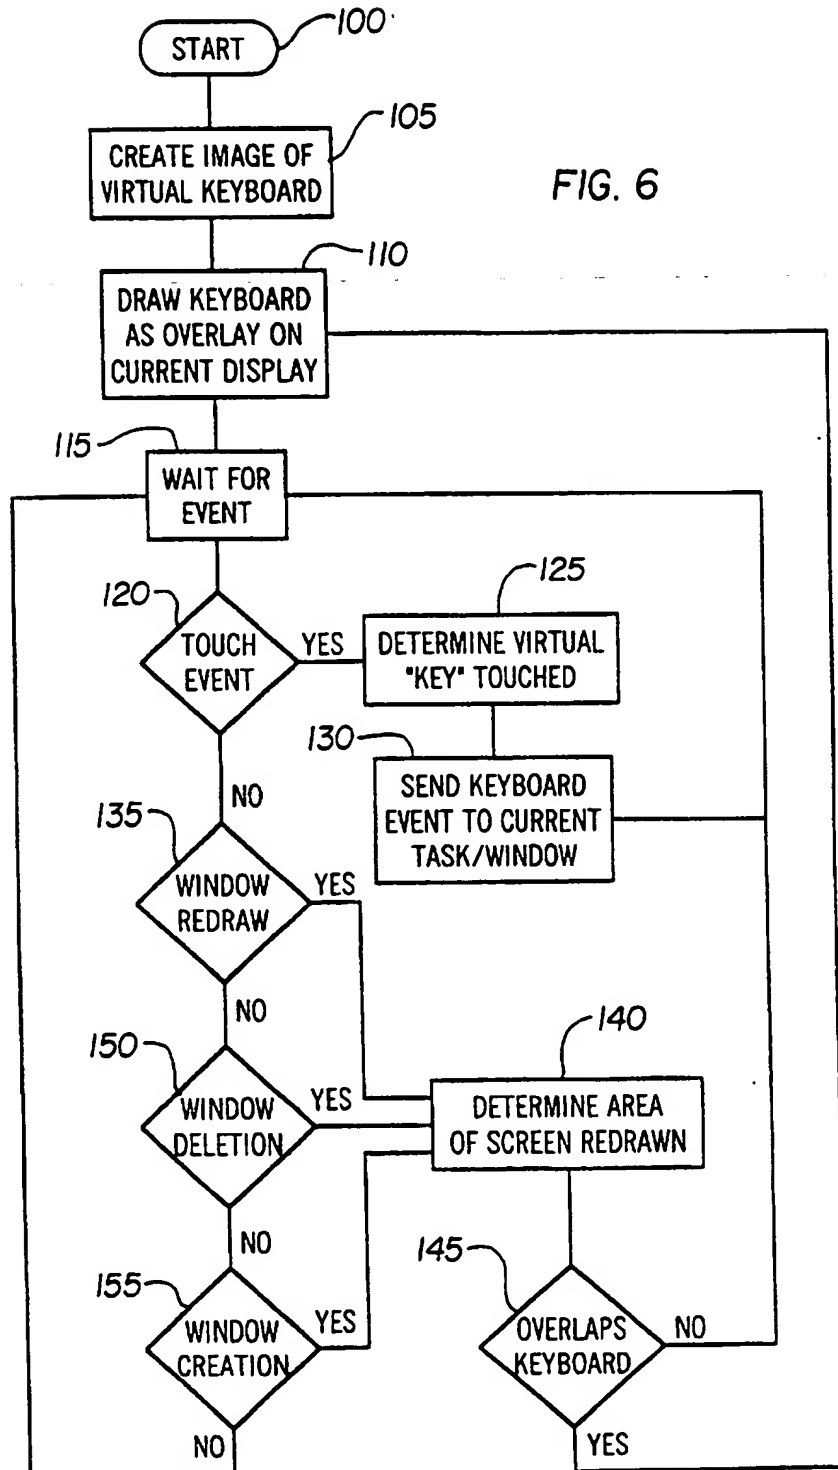 START
100
CREATE IMAGE OF
VIRTUAL KEYBOARD
105
FIG. 6
DRAW KEYBOARD
AS OVERLAY ON
CURRENT DISPLAY
110
115
WAIT FOR
EVENT
120
TOUCH
EVENT
YES
DETERMINE VIRTUAL
"KEY" TOUCHED
125
130
SEND KEYBOARD
EVENT TO CURRENT
TASK/WINDOW
NO
135
WINDOW
REDRAW
YES
NO
150
WINDOW
DELETION
YES
140
DETERMINE AREA
OF SCREEN REDRAWN
NO
155
WINDOW
CREATION
YES
145
OVERLAPS
KEYBOARD
NO
NO
YES